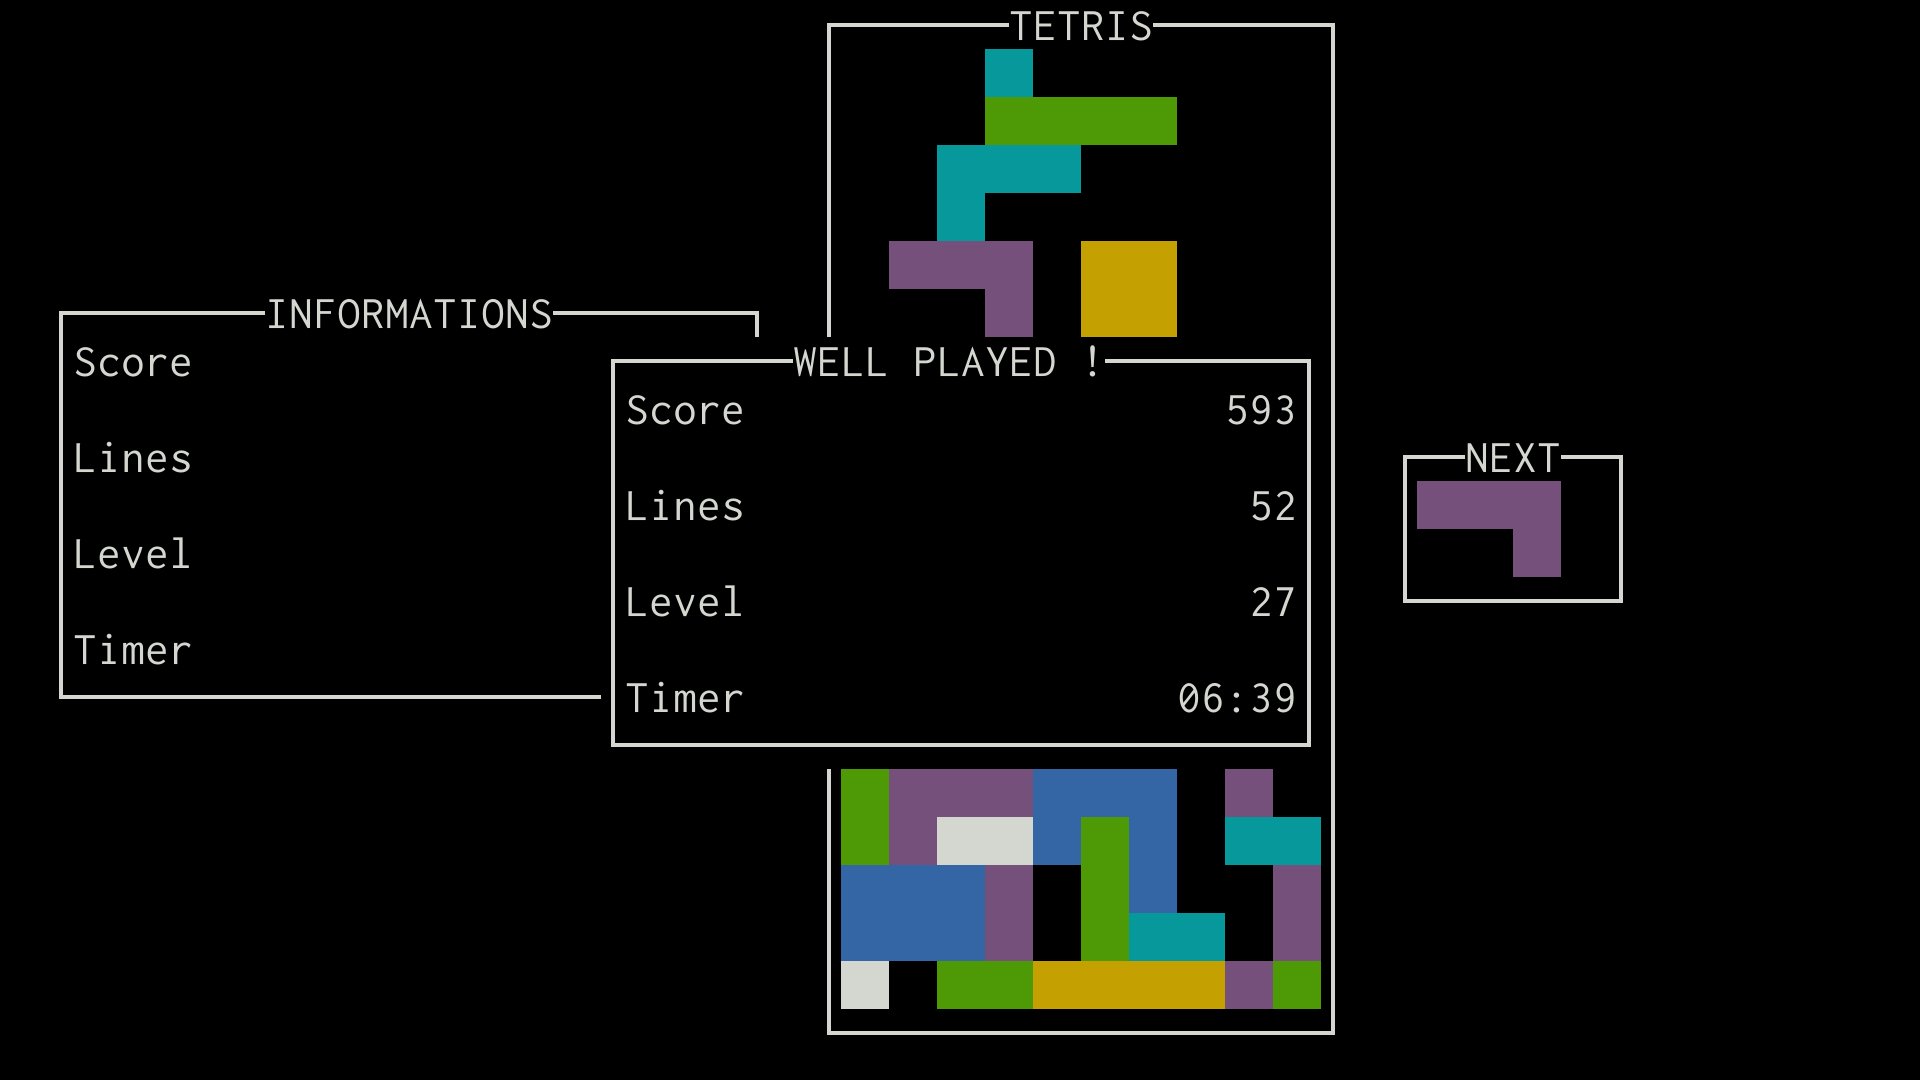 TETRIS
INFORMATIONS
Score
Lines
Level
Timer
WELL PLAYED !
Score 593
Lines 52
Level 27
Timer 06:39
NEXT